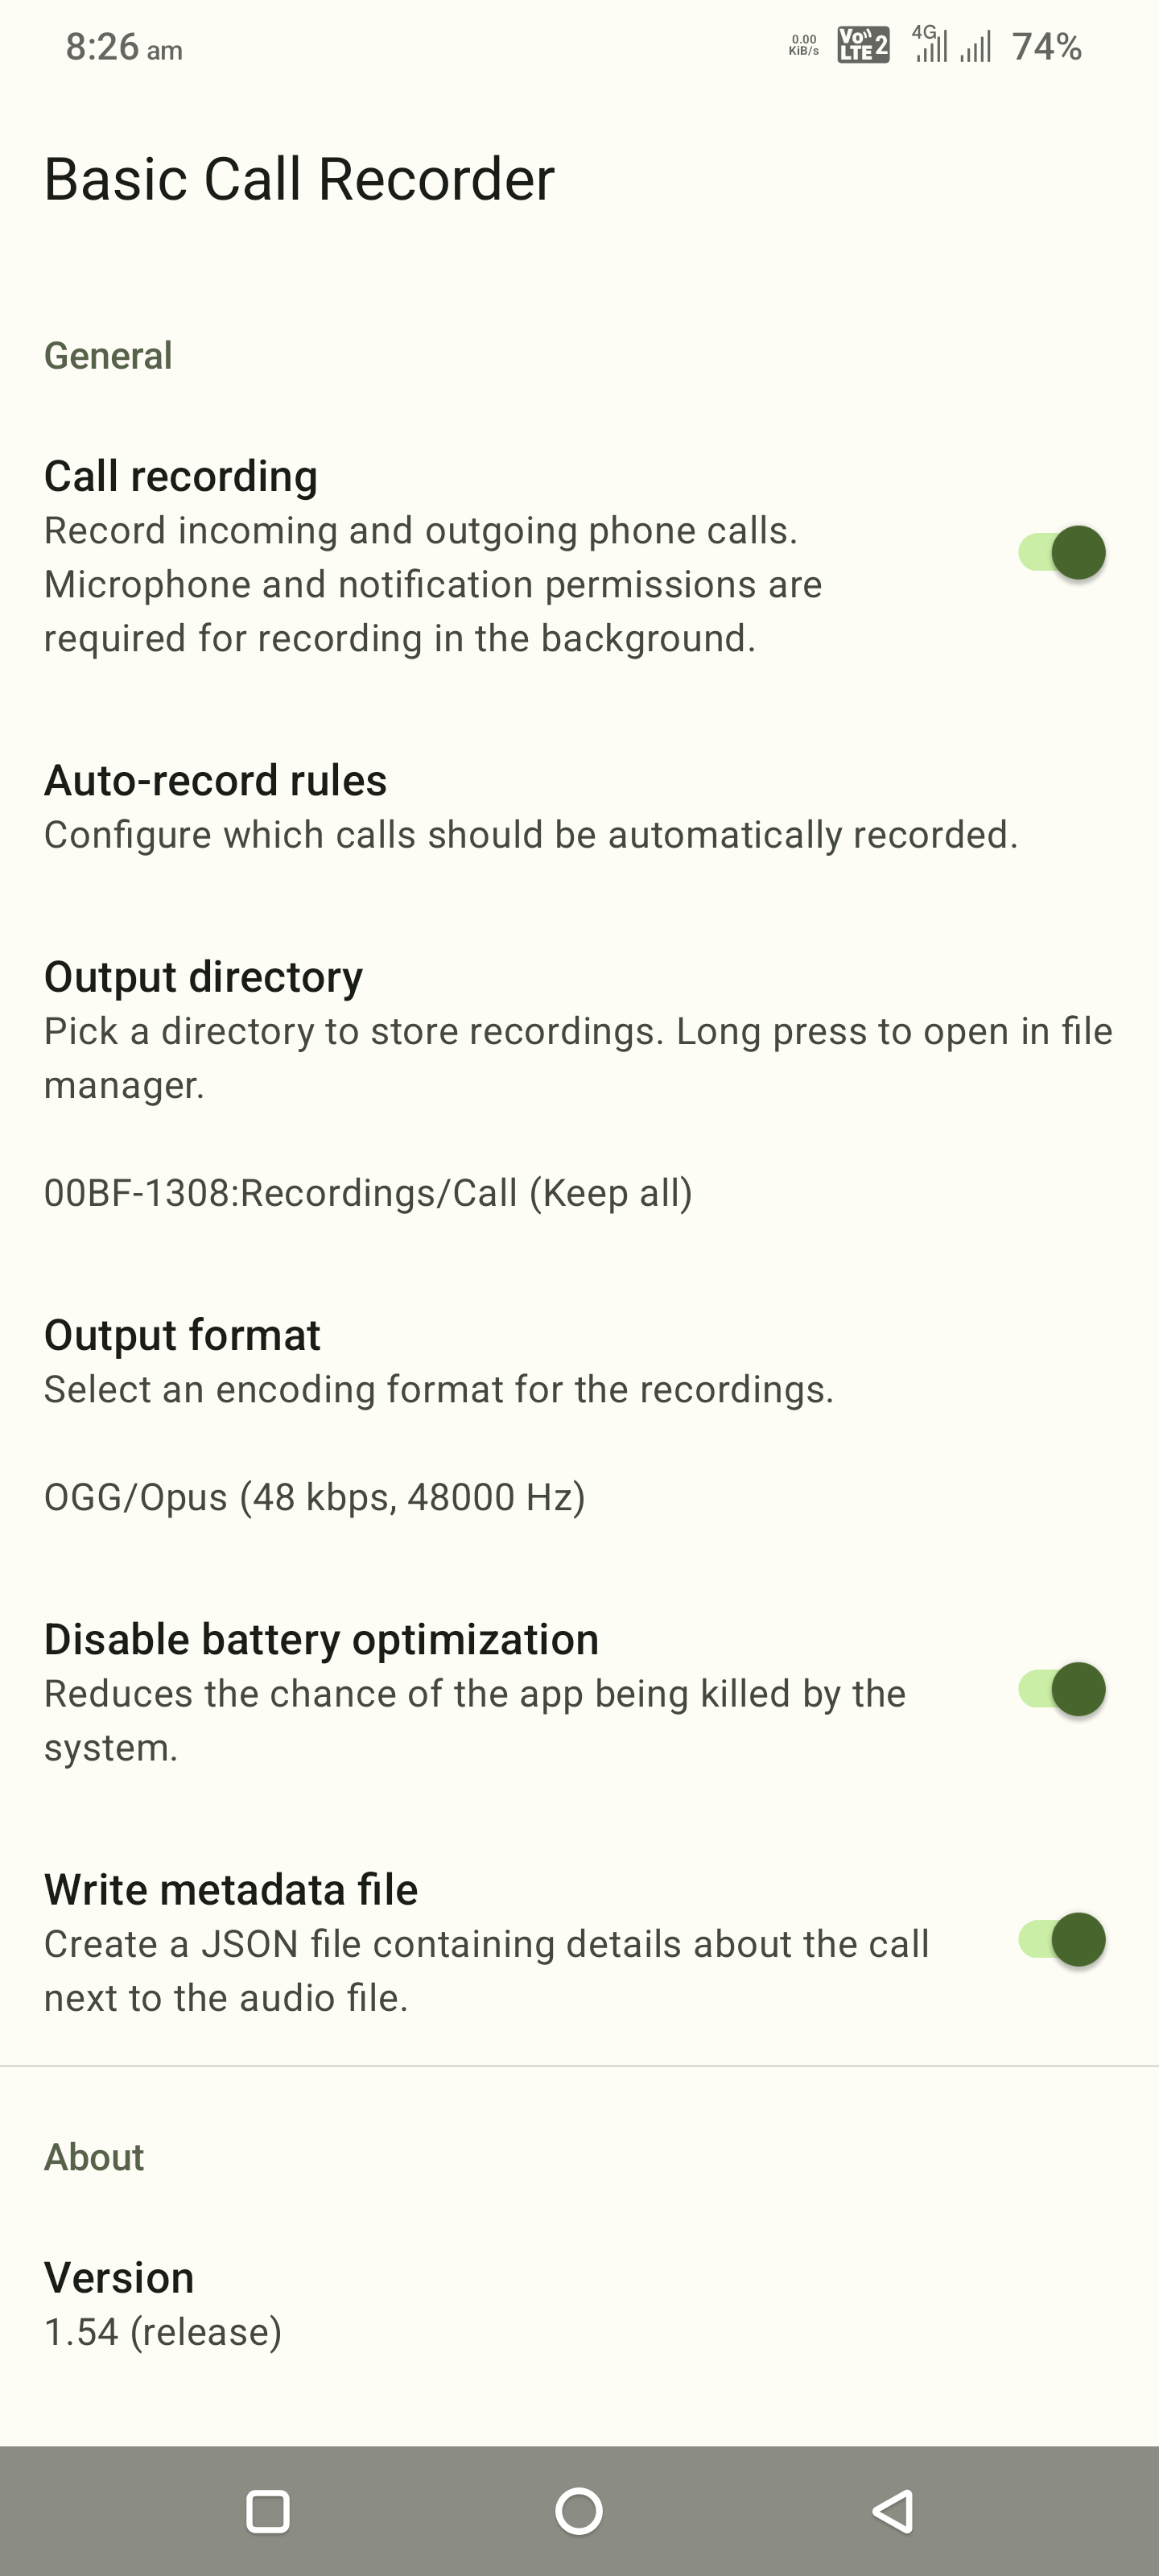 8:26 am
0.00
KiB/s
Vo
LTE 2
4G
74%
Basic Call Recorder
General
Call recording
Record incoming and outgoing phone calls.
Microphone and notification permissions are
required for recording in the background.
Auto-record rules
Configure which calls should be automatically recorded.
Output directory
Pick a directory to store recordings. Long press to open in file
manager.
00BF-1308:Recordings/Call (Keep all)
Output format
Select an encoding format for the recordings.
OGG/Opus (48 kbps, 48000 Hz)
Disable battery optimization
Reduces the chance of the app being killed by the
system.
Write metadata file
Create a JSON file containing details about the call
next to the audio file.
About
Version
1.54 (release)